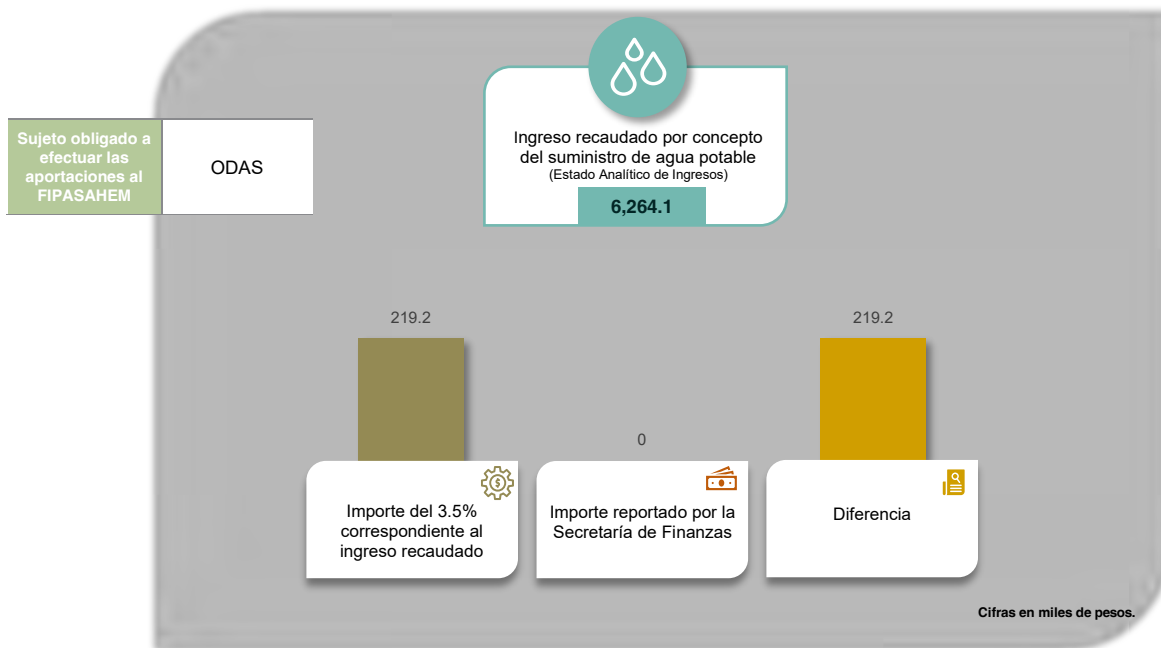 Ingreso recaudado por concepto
del suministro de agua potable
(Estado Analítico de Ingresos)
6,264.1
Sujeto obligado a
efectuar las
aportaciones al
FIPASAHEM
ODAS
219.2
0
219.2
Importe del 3.5%
correspondiente al
ingreso recaudado
Importe reportado por la
Secretaría de Finanzas
Diferencia
Cifras en miles de pesos.